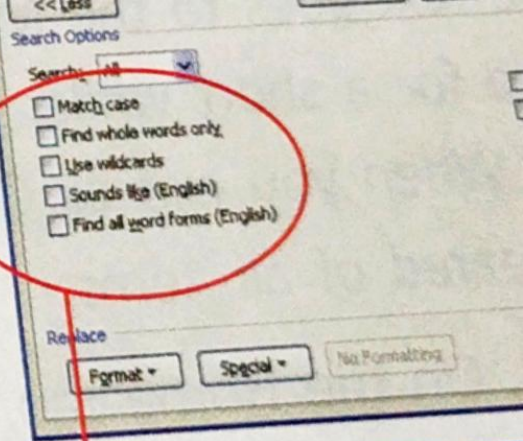 << Less
Search Options
Search: All
Match case
Find whole words only
Use wildcards
Sounds like (English)
Find all word forms (English)
Replace
Format
Special
No Formatting